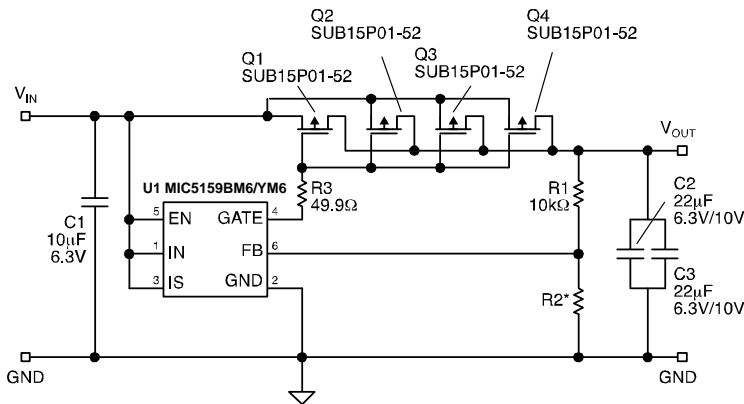 Q2
SUB15P01-52
Q4
SUB15P01-52
Q1
SUB15P01-52
Q3
SUB15P01-52
VIN
VOUT
U1 MIC5159BM6/YM6
R3
49.9Ω
R1
10kΩ
C2
22µF
6.3V/10V
C1
10µF
6.3V
5 EN GATE 4
1 IN FB 6
3 IS GND 2
R2*
C3
22µF
6.3V/10V
GND
GND